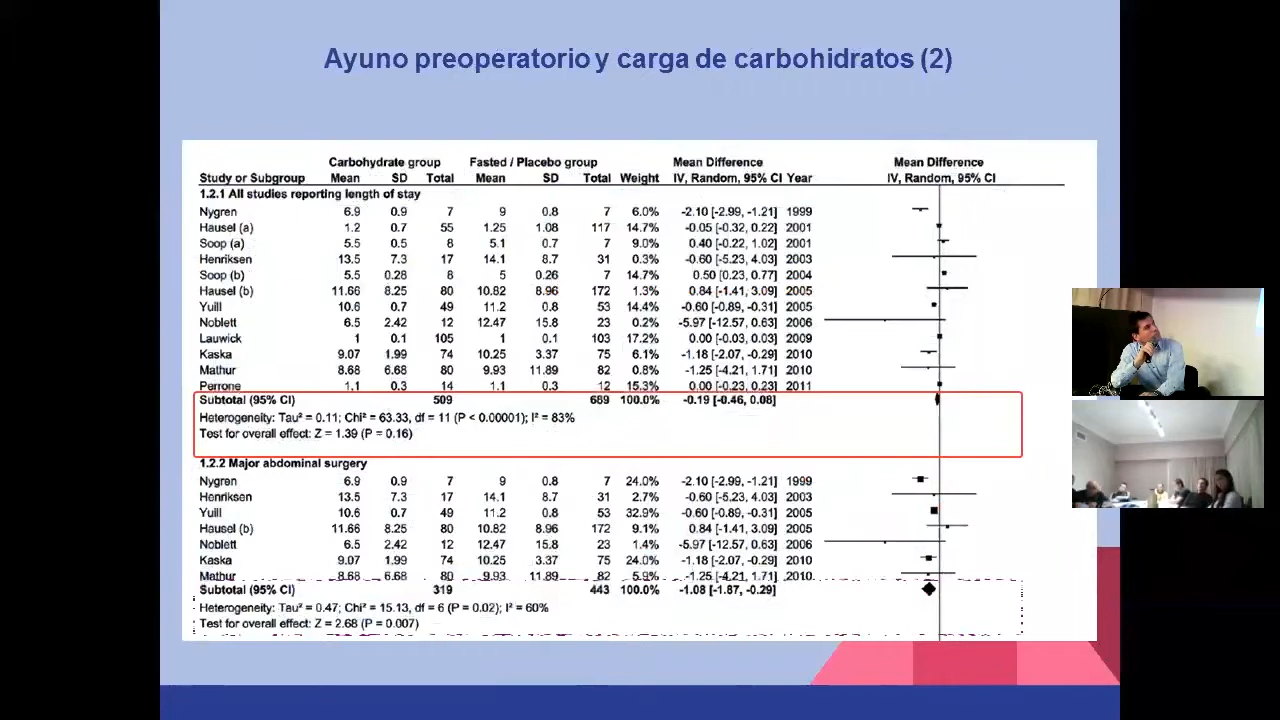 Ayuno preoperatorio y carga de carbohidratos (2)
Carbohydrate group Fasted / Placebo group Mean Difference Mean Difference
Study or Subgroup Mean SD Total Mean SD Total Weight IV, Random, 95% CI Year IV, Random, 95% CI
1.2.1 All studies reporting length of stay
Nygren 6.9 0.9 7 9 0.8 7 6.0% -2.10 [-2.99, -1.21] 1999
Hausel (a) 1.2 0.7 55 1.25 1.08 117 14.7% -0.05 [-0.32, 0.22] 2001
Soop (a) 5.5 0.5 8 5.1 0.7 7 9.0% 0.40 [-0.22, 1.02] 2001
Henriksen 13.5 7.3 17 14.1 8.7 31 0.3% -0.60 [-5.23, 4.03] 2003
Soop (b) 5.5 0.28 8 5 0.26 7 14.7% 0.50 [0.23, 0.77] 2004
Hausel (b) 11.66 8.25 80 10.82 8.96 172 1.3% 0.84 [-1.41, 3.09] 2005
Yuill 10.6 0.7 49 11.2 0.8 53 14.4% -0.60 [-0.89, -0.31] 2005
Noblett 6.5 2.42 12 12.47 15.8 23 0.2% -5.97 [-12.57, 0.63] 2006
Lauwick 1 0.1 105 1 0.1 103 17.2% 0.00 [-0.03, 0.03] 2009
Kaska 9.07 1.99 74 10.25 3.37 75 6.1% -1.18 [-2.07, -0.29] 2010
Mathur 8.68 6.68 80 9.93 11.89 82 0.8% -1.25 [-4.21, 1.71] 2010
Perrone 1.1 0.3 14 1.1 0.3 12 15.3% 0.00 [-0.23, 0.23] 2011
Subtotal (95% CI) 509 689 100.0% -0.19 [-0.46, 0.08]
Heterogeneity: Tau² = 0.11; Chi² = 63.33, df = 11 (P < 0.00001); I² = 83%
Test for overall effect: Z = 1.39 (P = 0.16)
1.2.2 Major abdominal surgery
Nygren 6.9 0.9 7 9 0.8 7 24.0% -2.10 [-2.99, -1.21] 1999
Henriksen 13.5 7.3 17 14.1 8.7 31 2.7% -0.60 [-5.23, 4.03] 2003
Yuill 10.6 0.7 49 11.2 0.8 53 32.9% -0.60 [-0.89, -0.31] 2005
Hausel (b) 11.66 8.25 80 10.82 8.96 172 9.1% 0.84 [-1.41, 3.09] 2005
Noblett 6.5 2.42 12 12.47 15.8 23 1.4% -5.97 [-12.57, 0.63] 2006
Kaska 9.07 1.99 74 10.25 3.37 75 24.0% -1.18 [-2.07, -0.29] 2010
Mathur 8.68 6.68 80 9.93 11.89 82 5.9% -1.25 [-4.21, 1.71] 2010
Subtotal (95% CI) 319 443 100.0% -1.08 [-1.87, -0.29]
Heterogeneity: Tau² = 0.47; Chi² = 15.13, df = 6 (P = 0.02); I² = 60%
Test for overall effect: Z = 2.68 (P = 0.007)